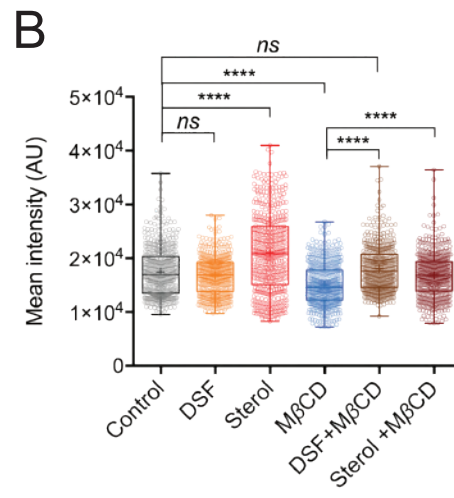 B
ns
****
****
ns
****
****
5×10⁴
4×10⁴
3×10⁴
2×10⁴
1×10⁴
0
Mean intensity (AU)
Control
DSF
Sterol
MβCD
DSF+MβCD
Sterol +MβCD